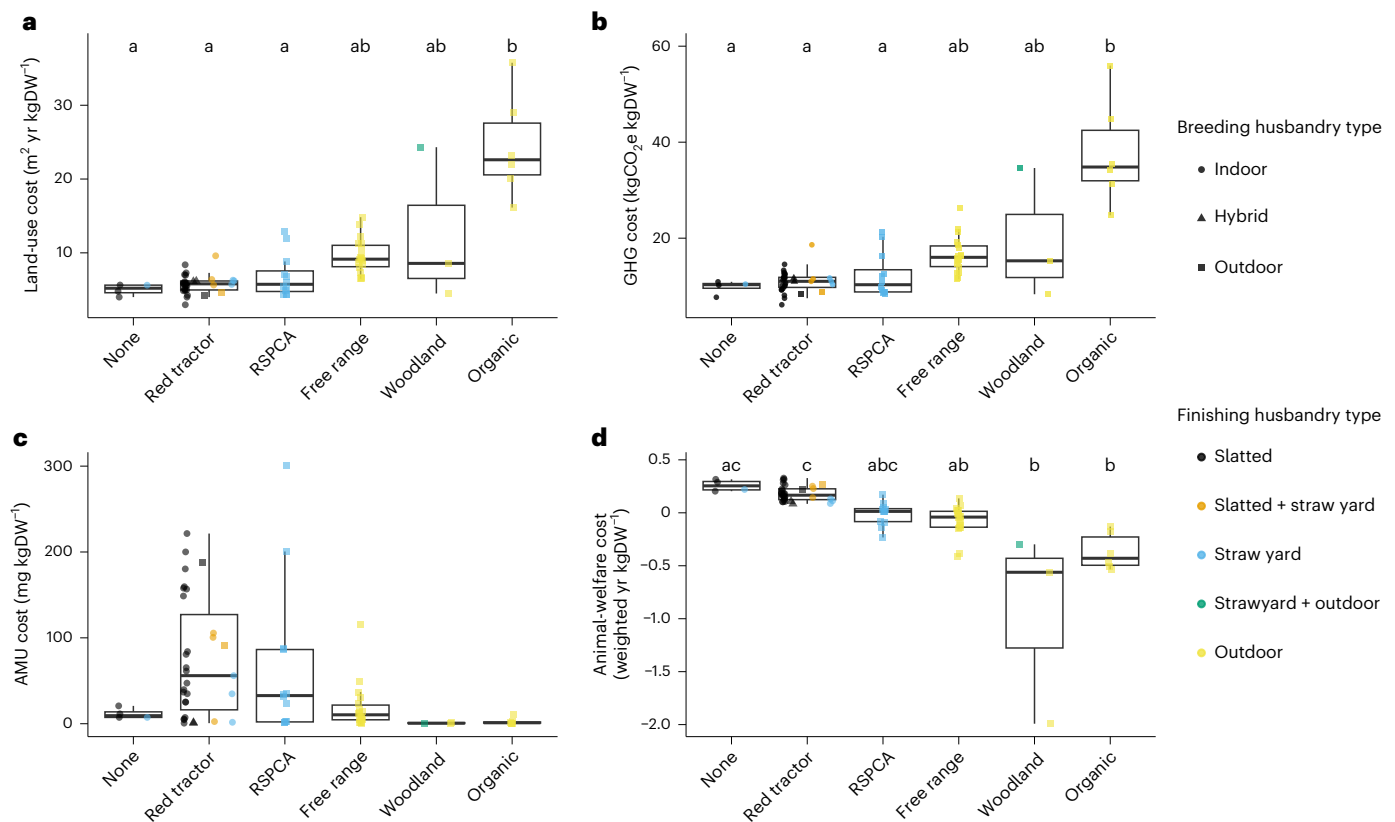 a
Land-use cost (m² yr kgDW⁻¹)
a a a ab ab b
30
20
10
None Red tractor RSPCA Free range Woodland Organic
b
GHG cost (kgCO₂e kgDW⁻¹)
a a a ab ab b
60
40
20
None Red tractor RSPCA Free range Woodland Organic
Breeding husbandry type
Indoor
Hybrid
Outdoor
c
AMU cost (mg kgDW⁻¹)
300
200
100
0
None Red tractor RSPCA Free range Woodland Organic
d
Animal-welfare cost
(weighted yr kgDW⁻¹)
ac c abc ab b b
0.5
0
−0.5
−1.0
−1.5
−2.0
None Red tractor RSPCA Free range Woodland Organic
Finishing husbandry type
Slatted
Slatted + straw yard
Straw yard
Strawyard + outdoor
Outdoor